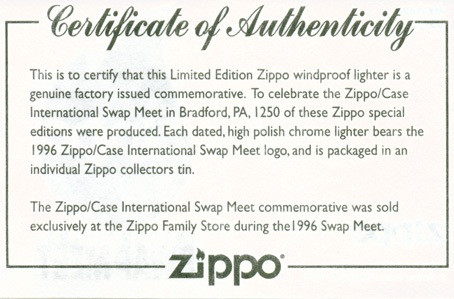 Certificate of Authenticity
This is to certify that this Limited Edition Zippo windproof lighter is a
genuine factory issued commemorative. To celebrate the Zippo/Case
International Swap Meet in Bradford, PA, 1250 of these Zippo special
editions were produced. Each dated, high polish chrome lighter bears the
1996 Zippo/Case International Swap Meet logo, and is packaged in an
individual Zippo collectors tin.
The Zippo/Case International Swap Meet commemorative was sold
exclusively at the Zippo Family Store during the1996 Swap Meet.
zippo®